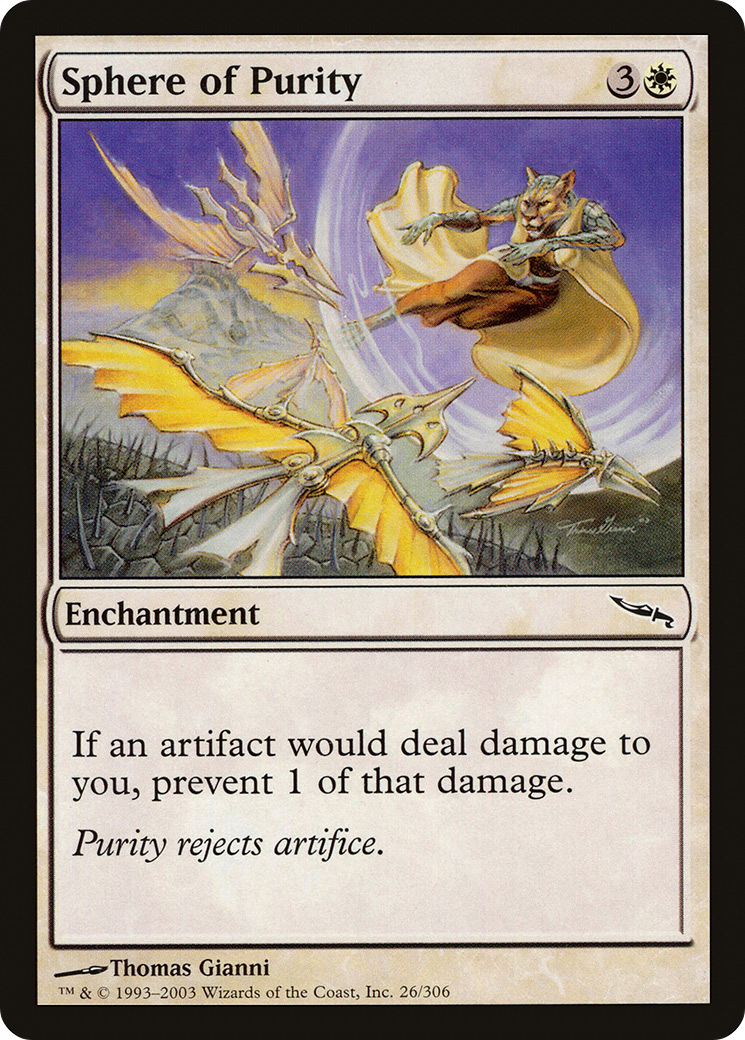 Sphere of Purity
3
Enchantment
If an artifact would deal damage to
you, prevent 1 of that damage.
Purity rejects artifice.
Thomas Gianni
™ & © 1993–2003 Wizards of the Coast, Inc. 26/306